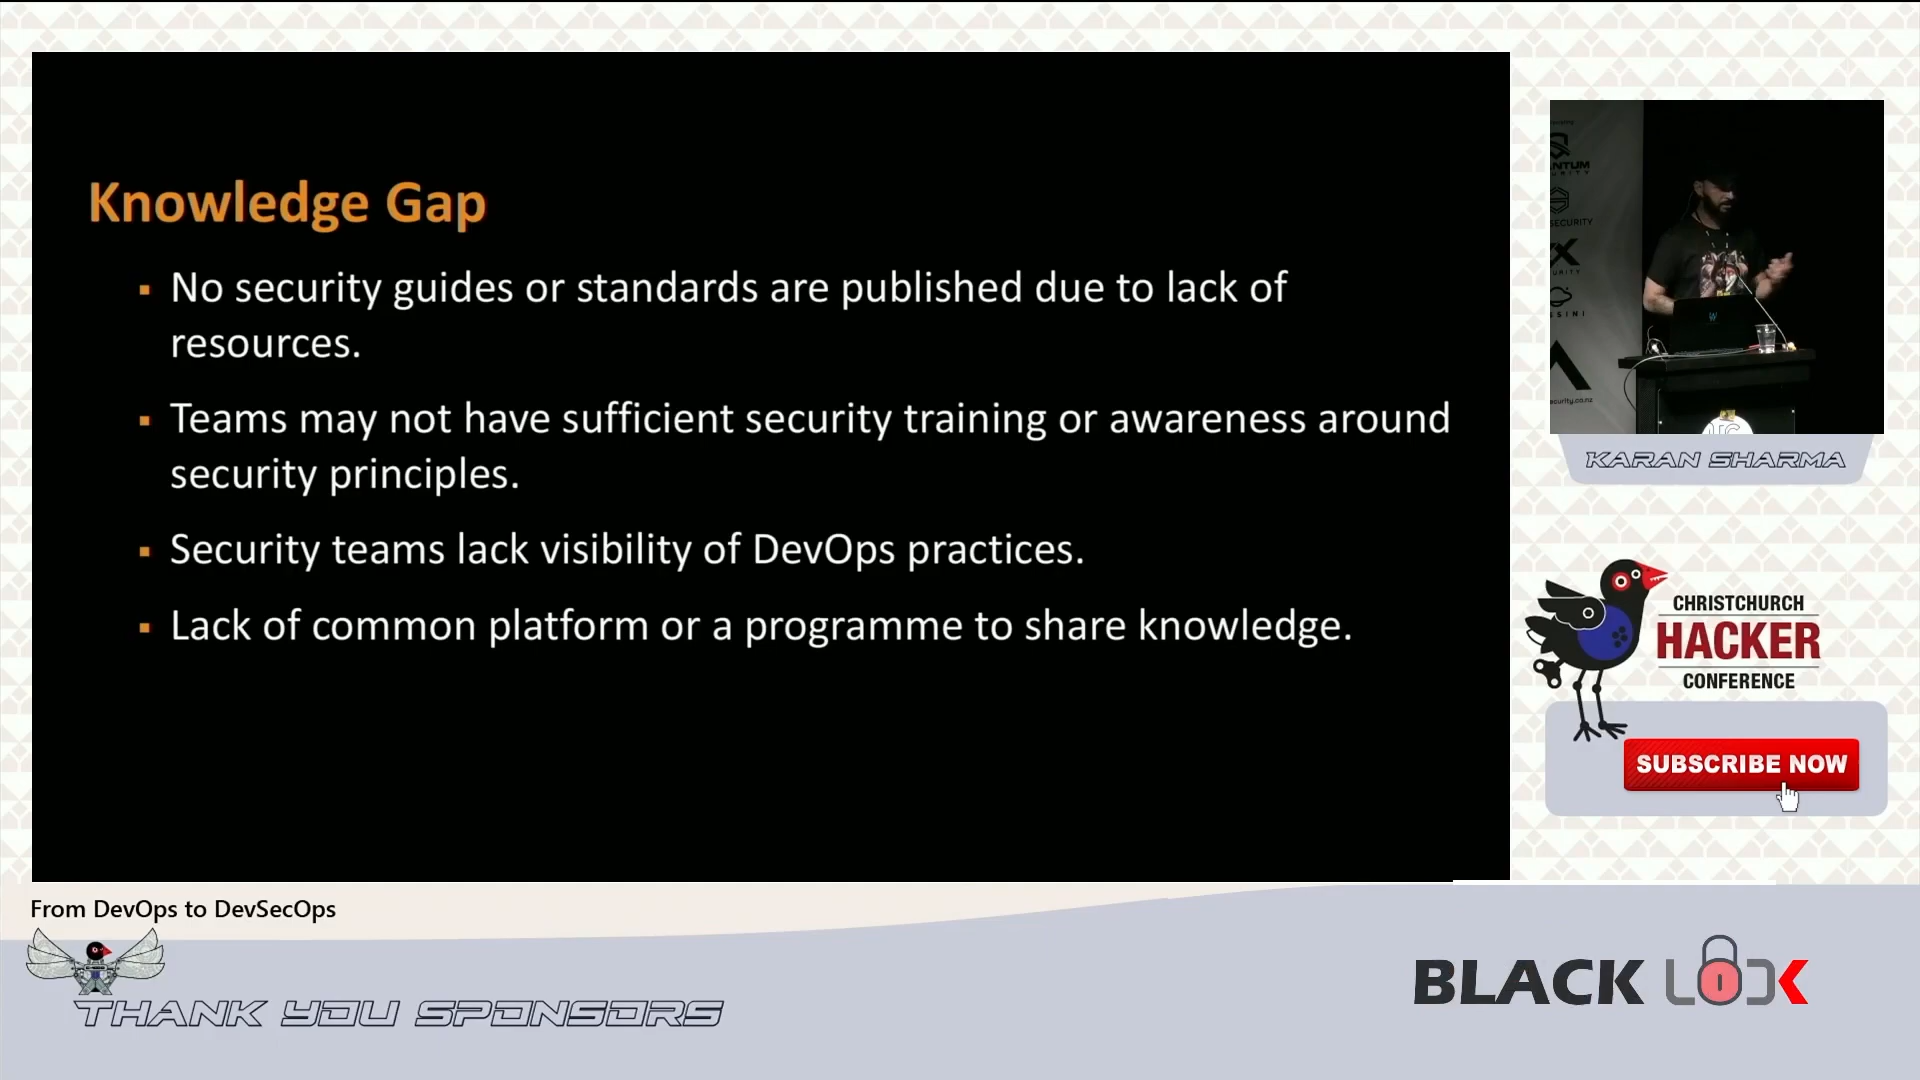 Knowledge Gap
▪ No security guides or standards are published due to lack of
resources.
▪ Teams may not have sufficient security training or awareness around
security principles.
▪ Security teams lack visibility of DevOps practices.
▪ Lack of common platform or a programme to share knowledge.
KARAN SHARMA
CHRISTCHURCH
HACKER
CONFERENCE
SUBSCRIBE NOW
From DevOps to DevSecOps
THANK YOU SPONSORS
BLACK LOCK